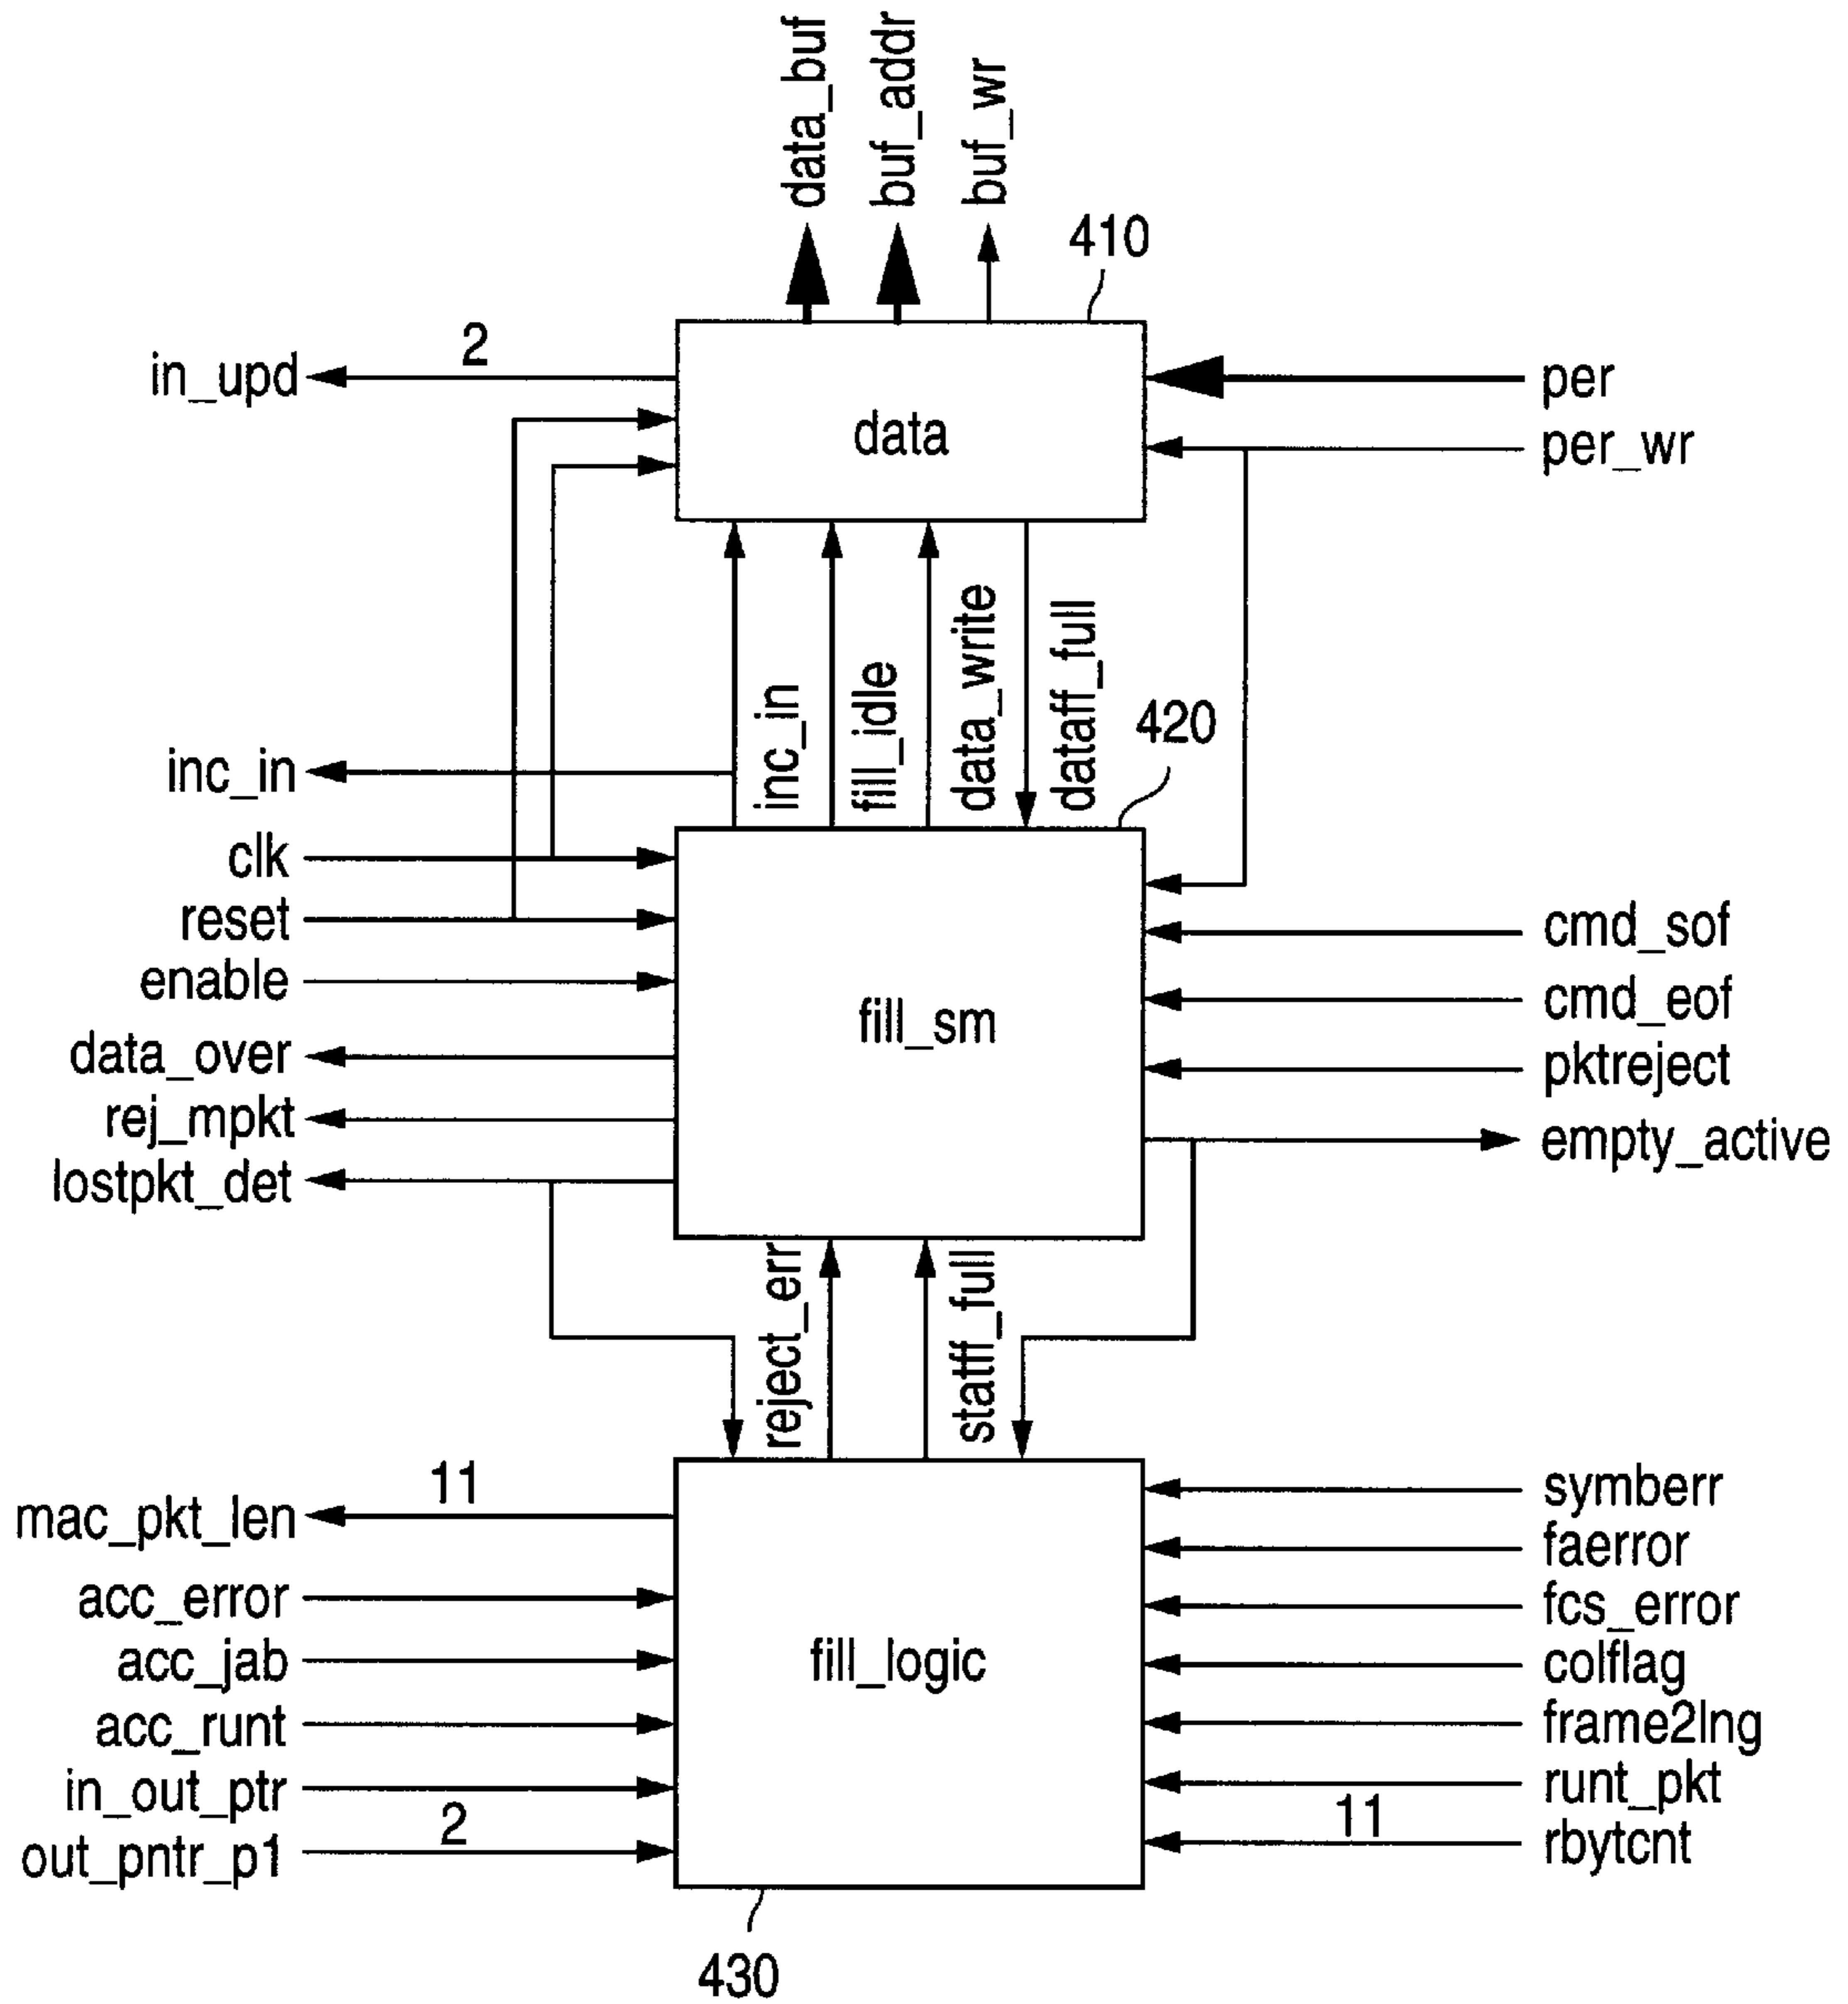 data_buf
buf_addr
buf_wr
410
2
in_upd
per
data
per_wr
inc_in
fill_idle
data_write
dataff_full
420
inc_in
clk
reset
enable
fill_sm
data_over
rej_mpkt
lostpkt_det
cmd_sof
cmd_eof
pktreject
empty_active
reject_err
staff_full
11
mac_pkt_len
acc_error
acc_jab
acc_runt
in_out_ptr
2
out_pntr_p1
fill_logic
symberr
faerror
fcs_error
colflag
frame2lng
runt_pkt
11
rbytcnt
430